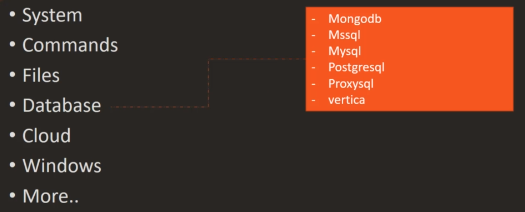 • System
• Commands
• Files
• Database
• Cloud
• Windows
• More..
- Mongodb
- Mssql
- Mysql
- Postgresql
- Proxysql
- vertica